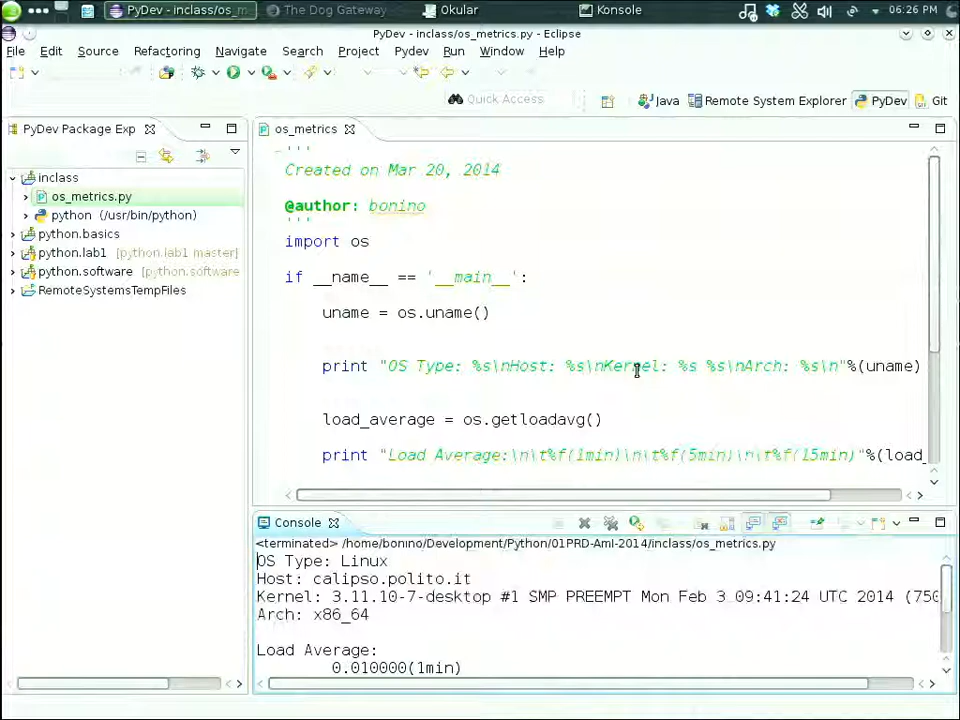 PyDev - inclass/os_m
The Dog Gateway
Okular
Konsole
06:26 PM
PyDev - inclass/os_metrics.py - Eclipse
File Edit Source Refactoring Navigate Search Project Pydev Run Window Help
Quick Access
Java
Remote System Explorer
PyDev
Git
PyDev Package Exp
inclass
os_metrics.py
python (/usr/bin/python)
python.basics
python.lab1 [python.lab1 master]
python.software [python.software
RemoteSystemsTempFiles
os_metrics
'''
Created on Mar 20, 2014
@author: bonino
'''
import os
if __name__ == '__main__':
uname = os.uname()
print "OS Type: %s\nHost: %s\nKernel: %s %s\nArch: %s\n"%(uname)
load_average = os.getloadavg()
print "Load Average:\n\t%f(1min)\n\t%f(5min)\n\t%f(15min)"%(load_
Console
<terminated> /home/bonino/Development/Python/01PRD-AmI-2014/inclass/os_metrics.py
OS Type: Linux
Host: calipso.polito.it
Kernel: 3.11.10-7-desktop #1 SMP PREEMPT Mon Feb 3 09:41:24 UTC 2014 (750
Arch: x86_64
Load Average:
0.010000(1min)